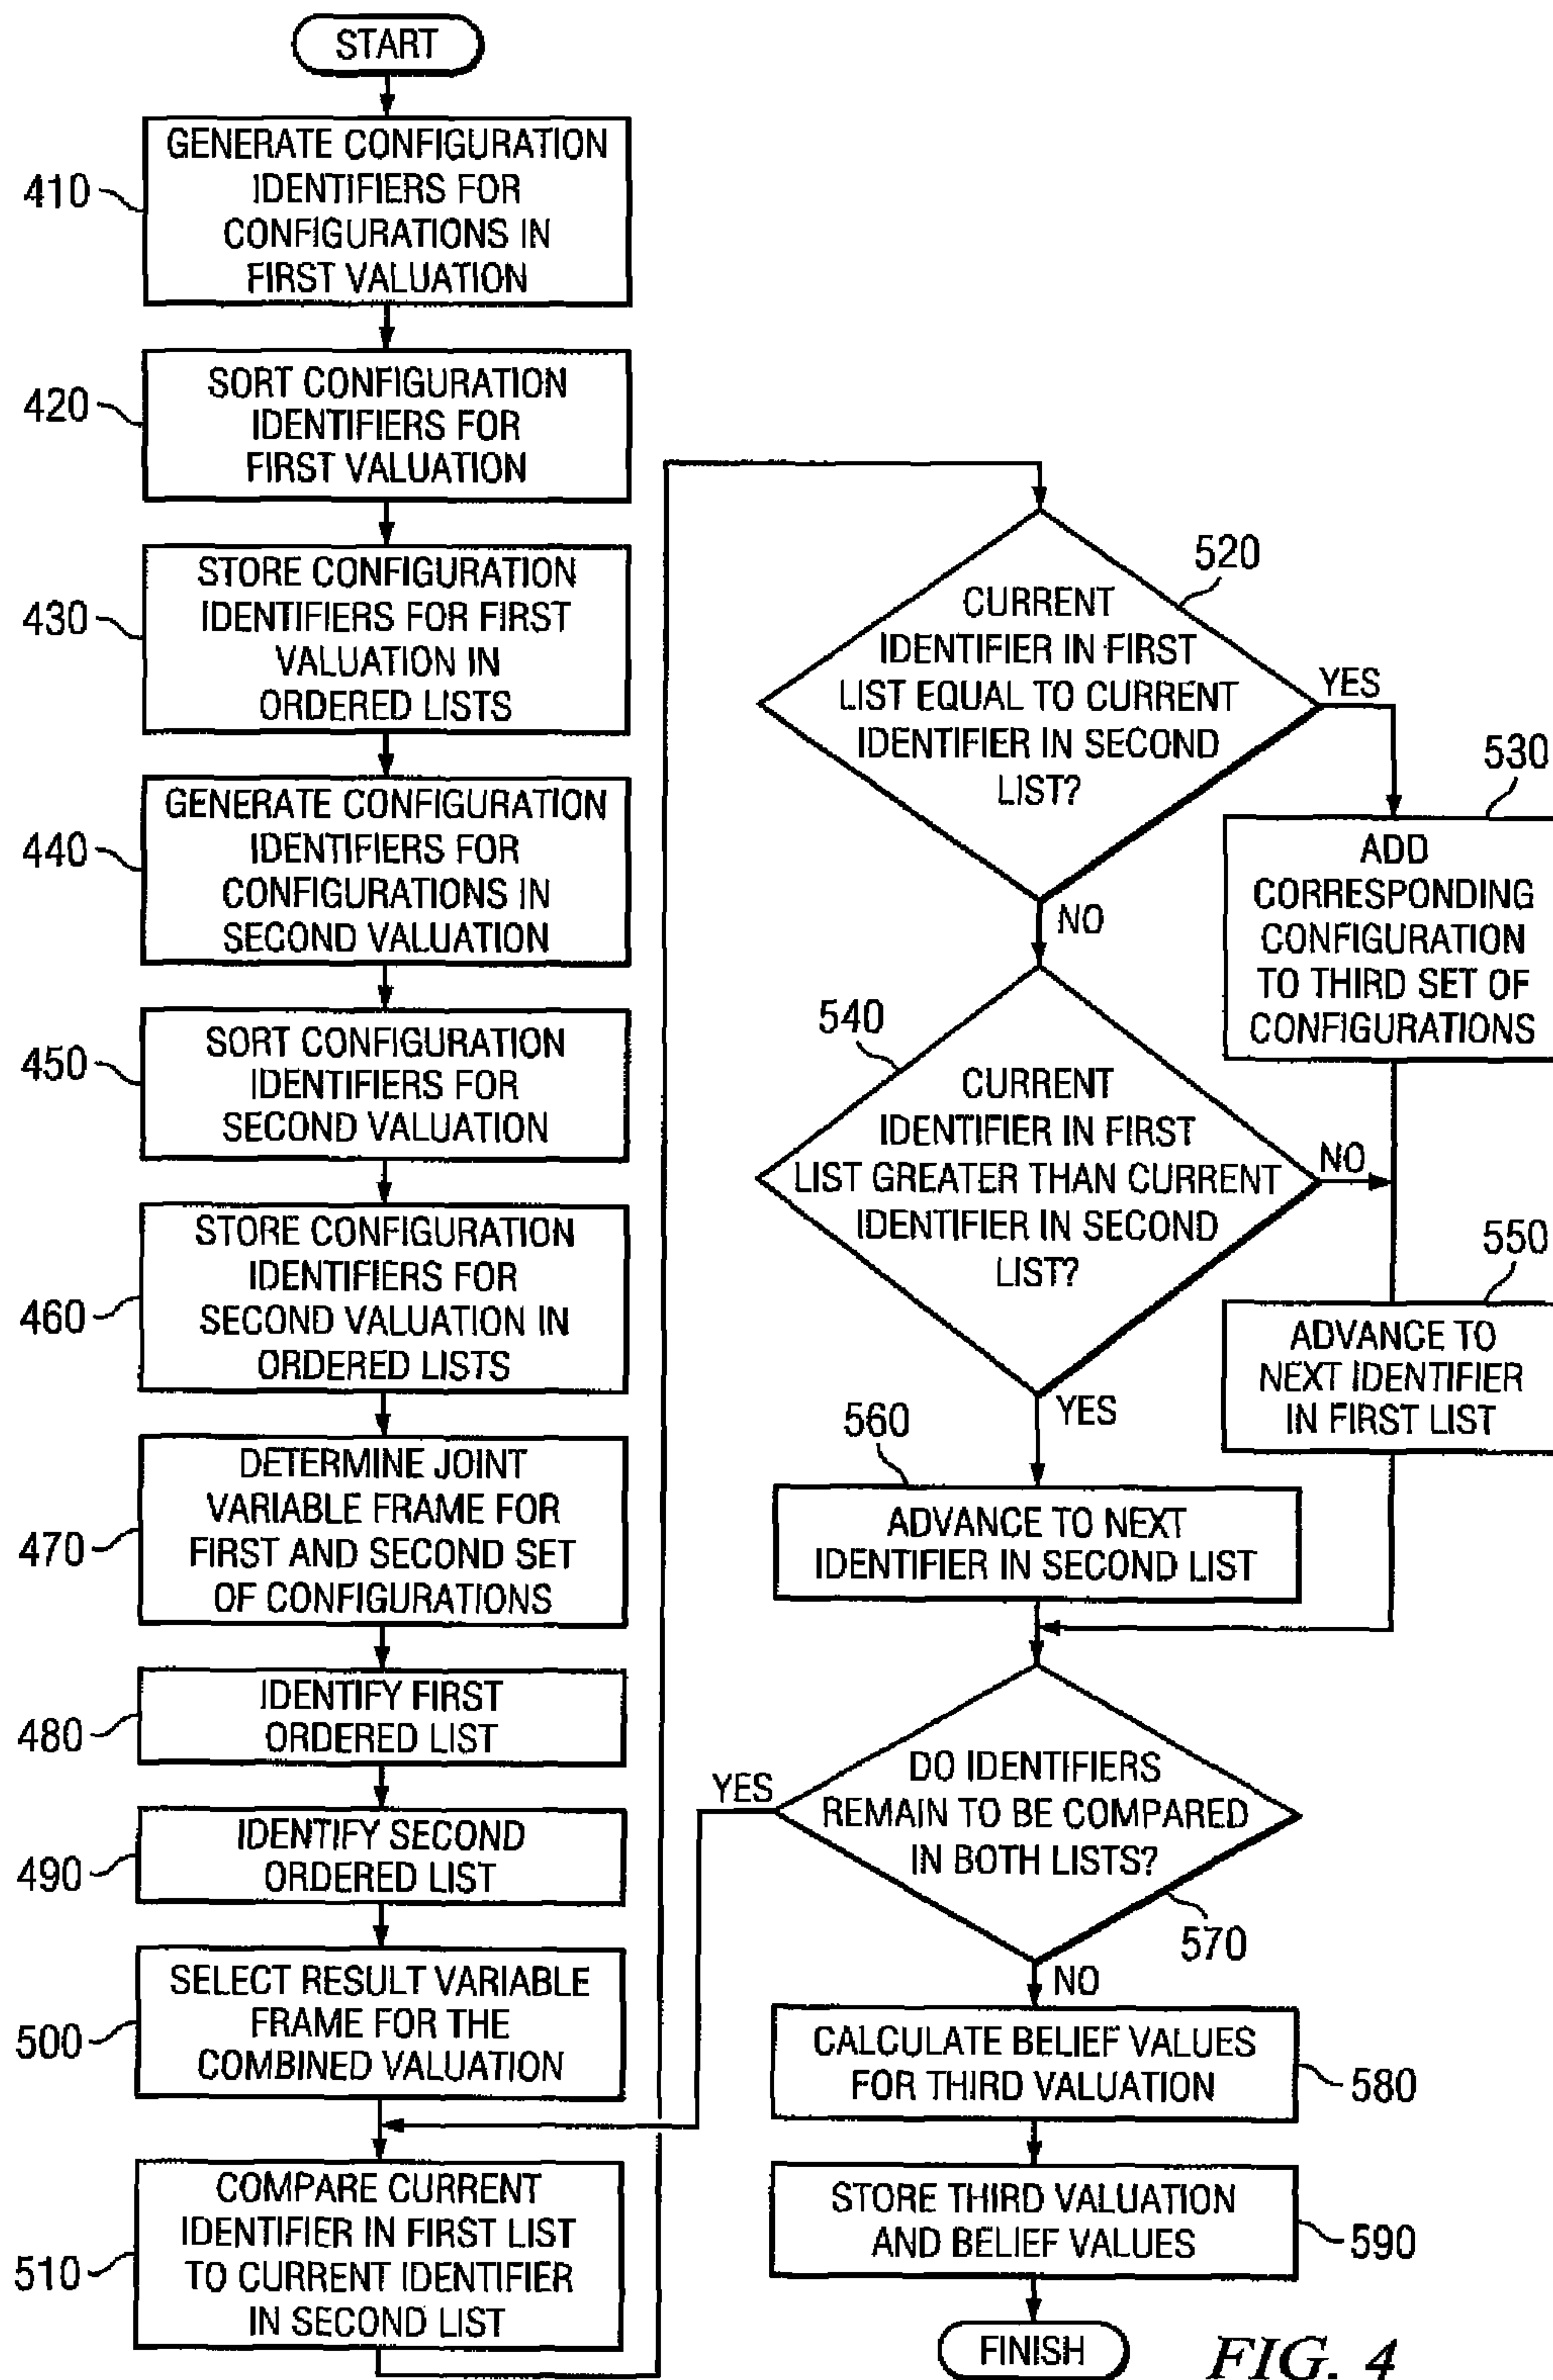 START
410
GENERATE CONFIGURATION
IDENTIFIERS FOR
CONFIGURATIONS IN
FIRST VALUATION
420
SORT CONFIGURATION
IDENTIFIERS FOR
FIRST VALUATION
430
STORE CONFIGURATION
IDENTIFIERS FOR FIRST
VALUATION IN
ORDERED LISTS
440
GENERATE CONFIGURATION
IDENTIFIERS FOR
CONFIGURATIONS IN
SECOND VALUATION
450
SORT CONFIGURATION
IDENTIFIERS FOR
SECOND VALUATION
460
STORE CONFIGURATION
IDENTIFIERS FOR
SECOND VALUATION IN
ORDERED LISTS
470
DETERMINE JOINT
VARIABLE FRAME FOR
FIRST AND SECOND SET
OF CONFIGURATIONS
480
IDENTIFY FIRST
ORDERED LIST
490
IDENTIFY SECOND
ORDERED LIST
500
SELECT RESULT VARIABLE
FRAME FOR THE
COMBINED VALUATION
510
COMPARE CURRENT
IDENTIFIER IN FIRST LIST
TO CURRENT IDENTIFIER
IN SECOND LIST
520
CURRENT
IDENTIFIER IN FIRST
LIST EQUAL TO CURRENT
IDENTIFIER IN SECOND
LIST?
YES
NO
530
ADD
CORRESPONDING
CONFIGURATION
TO THIRD SET OF
CONFIGURATIONS
540
CURRENT
IDENTIFIER IN FIRST
LIST GREATER THAN CURRENT
IDENTIFIER IN SECOND
LIST?
NO
YES
550
ADVANCE TO
NEXT IDENTIFIER
IN FIRST LIST
560
ADVANCE TO NEXT
IDENTIFIER IN SECOND LIST
YES
DO IDENTIFIERS
REMAIN TO BE COMPARED
IN BOTH LISTS?
570
NO
CALCULATE BELIEF VALUES
FOR THIRD VALUATION
580
STORE THIRD VALUATION
AND BELIEF VALUES
590
FINISH
FIG. 4